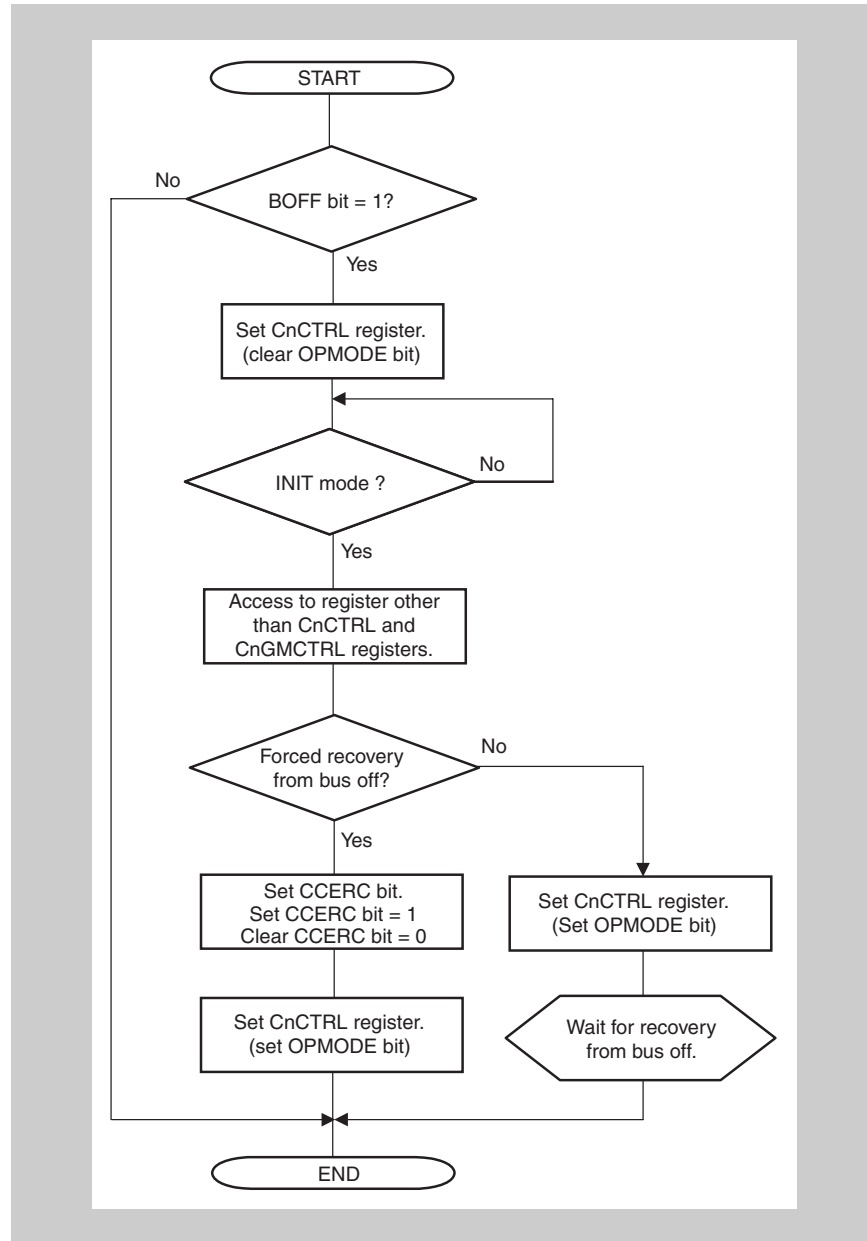 START
No
BOFF bit = 1?
Yes
Set CnCTRL register.
(clear OPMODE bit)
INIT mode ?
No
Yes
Access to register other
than CnCTRL and
CnGMCTRL registers.
Forced recovery
from bus off?
No
Yes
Set CCERC bit.
Set CCERC bit = 1
Clear CCERC bit = 0
Set CnCTRL register.
(Set OPMODE bit)
Set CnCTRL register.
(set OPMODE bit)
Wait for recovery
from bus off.
END